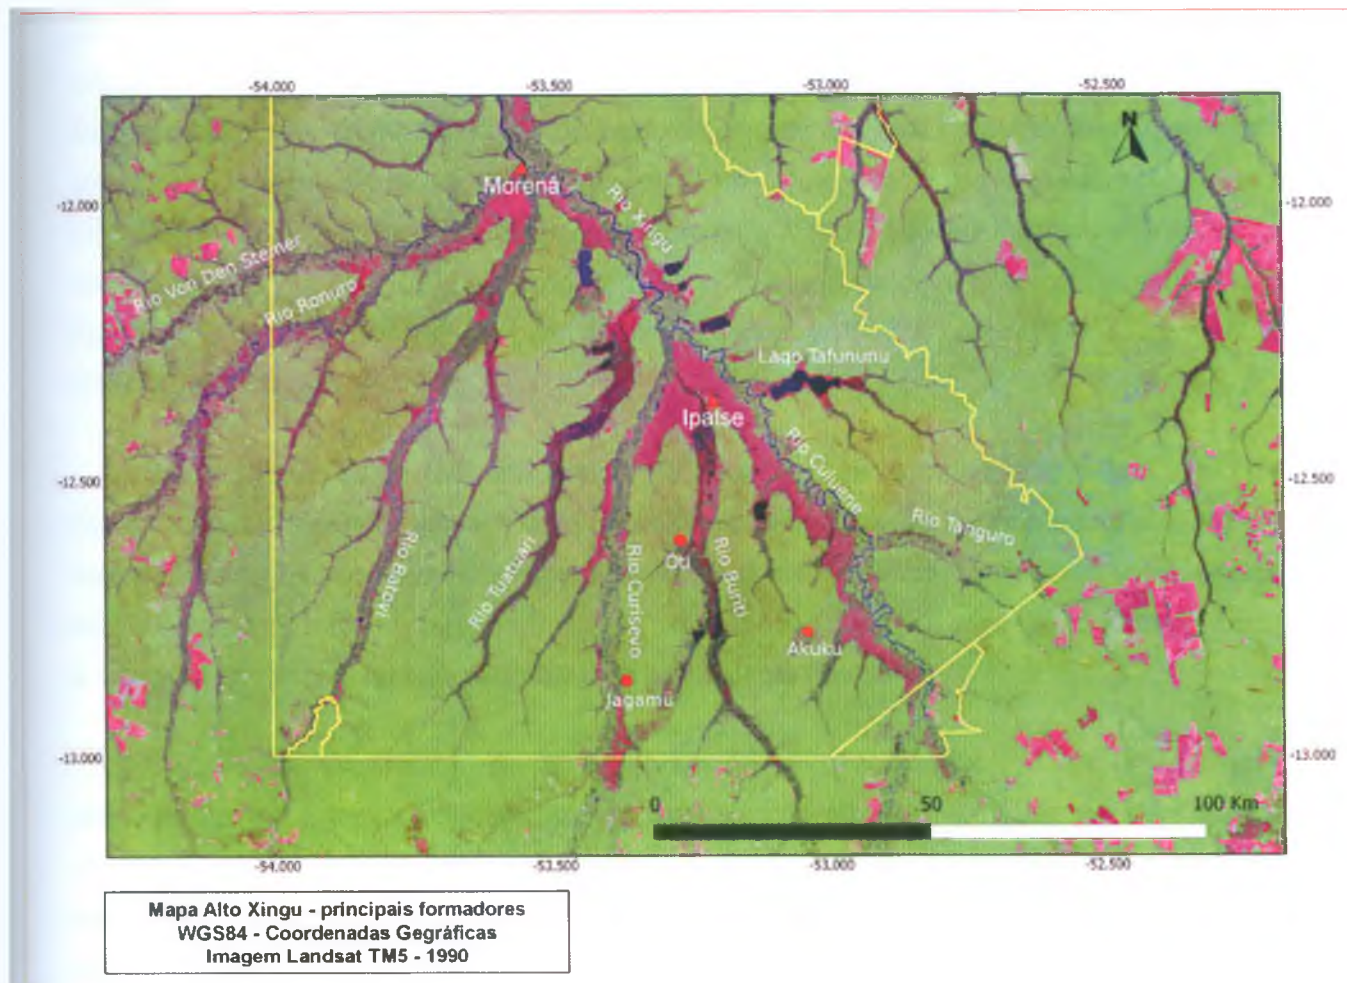 -54.000
-53.500
-53.000
-52.500
N
-12.000
-12.000
Morená
Rio Xingu
Rio Von Den Steiner
Rio Ronuro
Lago Tafununu
Ipatse
Rio Culuene
-12.500
-12.500
Rio Tanguro
Rio Batovi
Rio Tuatuari
Rio Curisevo
Oti
Rio Buriti
Akuku
Jagamü
-13.000
-13.000
0
50
100 Km
-54.000
-53.500
-53.000
-52.500
Mapa Alto Xingu - principais formadores
WGS84 - Coordenadas Gegráficas
Imagem Landsat TM5 - 1990